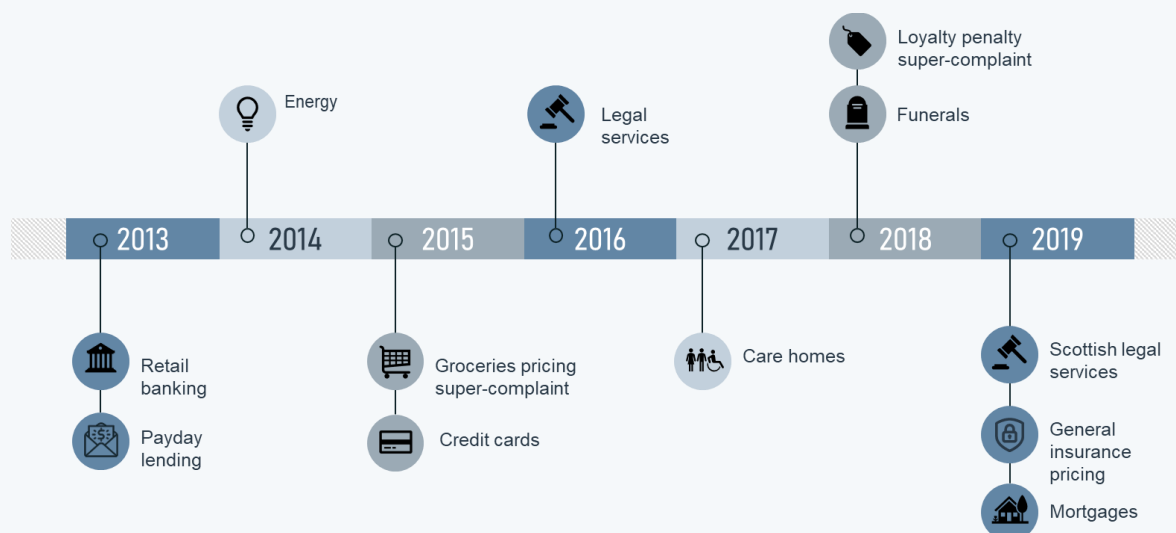 Loyalty penalty
super-complaint
Energy
Legal
services
Funerals
2013
2014
2015
2016
2017
2018
2019
Retail
banking
Payday
lending
Groceries pricing
super-complaint
Credit cards
Care homes
Scottish legal
services
General
insurance
pricing
Mortgages